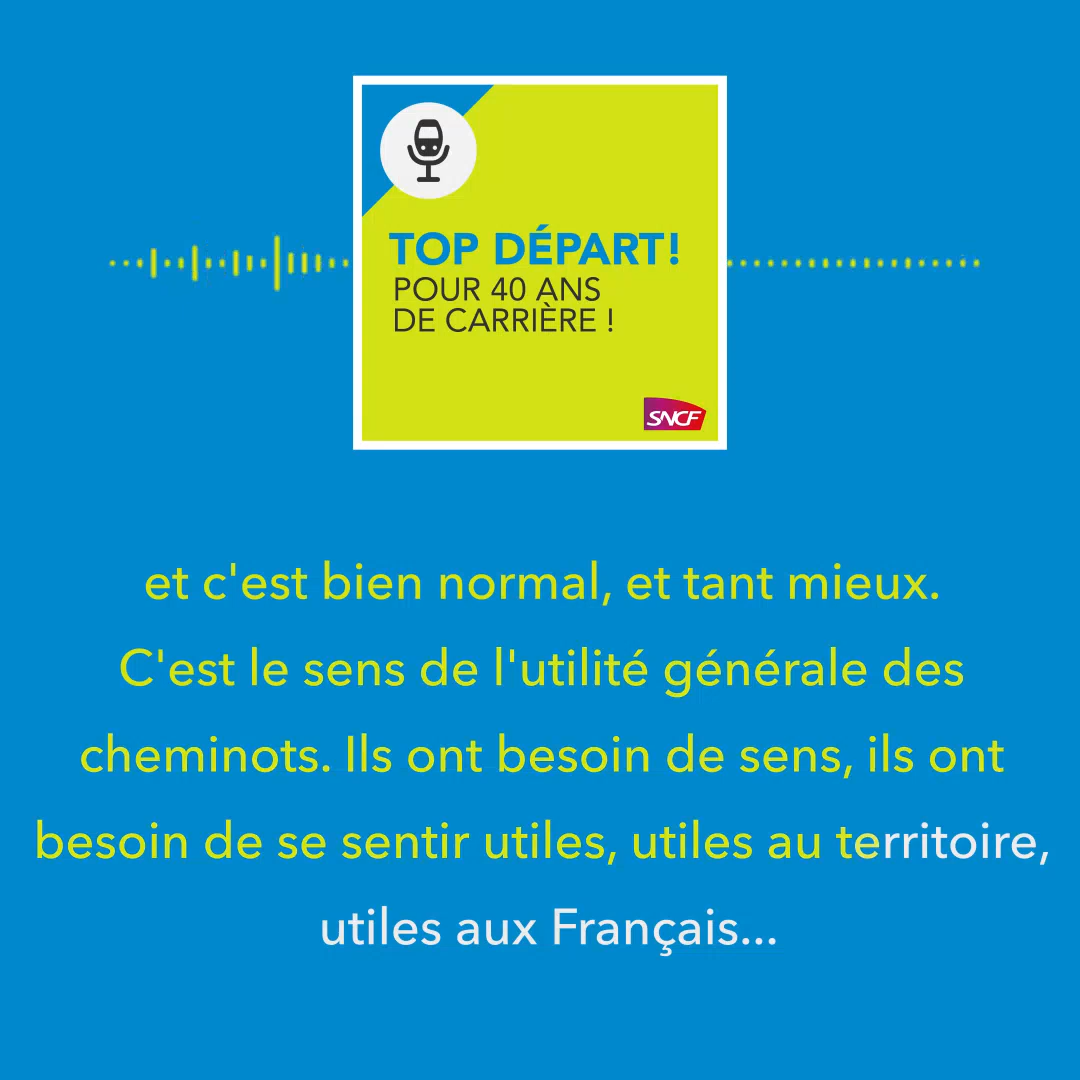 TOP DÉPART!
POUR 40 ANS
DE CARRIÈRE !
SNCF
et c'est bien normal, et tant mieux.
C'est le sens de l'utilité générale des
cheminots. Ils ont besoin de sens, ils ont
besoin de se sentir utiles, utiles au territoire,
utiles aux Français...